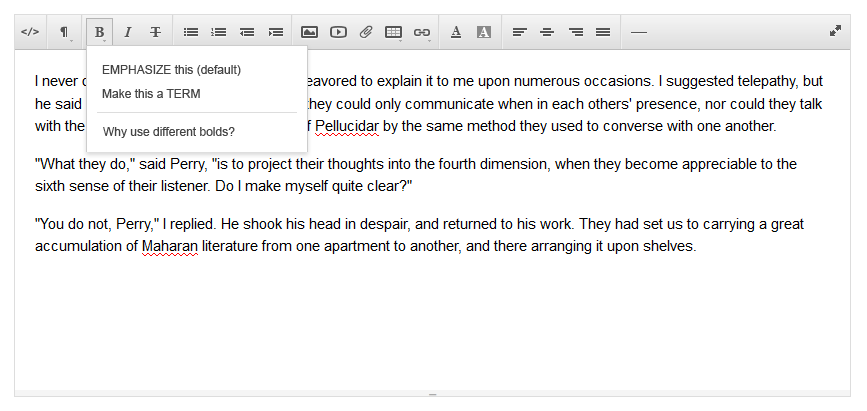 </> ¶ B I T A A
EMPHASIZE this (default)
Make this a TERM
Why use different bolds?
I never eavored to explain it to me upon numerous occasions. I suggested telepathy, but
he said they could only communicate when in each others' presence, nor could they talk
with the Pellucidar by the same method they used to converse with one another.
"What they do," said Perry, "is to project their thoughts into the fourth dimension, when they become appreciable to the
sixth sense of their listener. Do I make myself quite clear?"
"You do not, Perry," I replied. He shook his head in despair, and returned to his work. They had set us to carrying a great
accumulation of Maharan literature from one apartment to another, and there arranging it upon shelves.